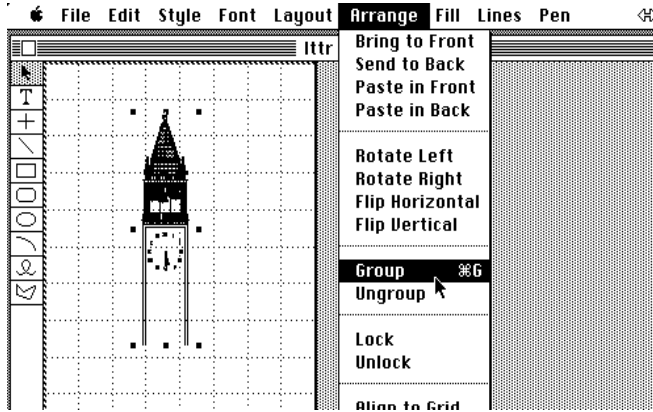 File Edit Style Font Layout Arrange Fill Lines Pen
lttr
Bring to Front
Send to Back
Paste in Front
Paste in Back
Rotate Left
Rotate Right
Flip Horizontal
Flip Vertical
Group ⌘G
Ungroup
Lock
Unlock
Align to Grid
T